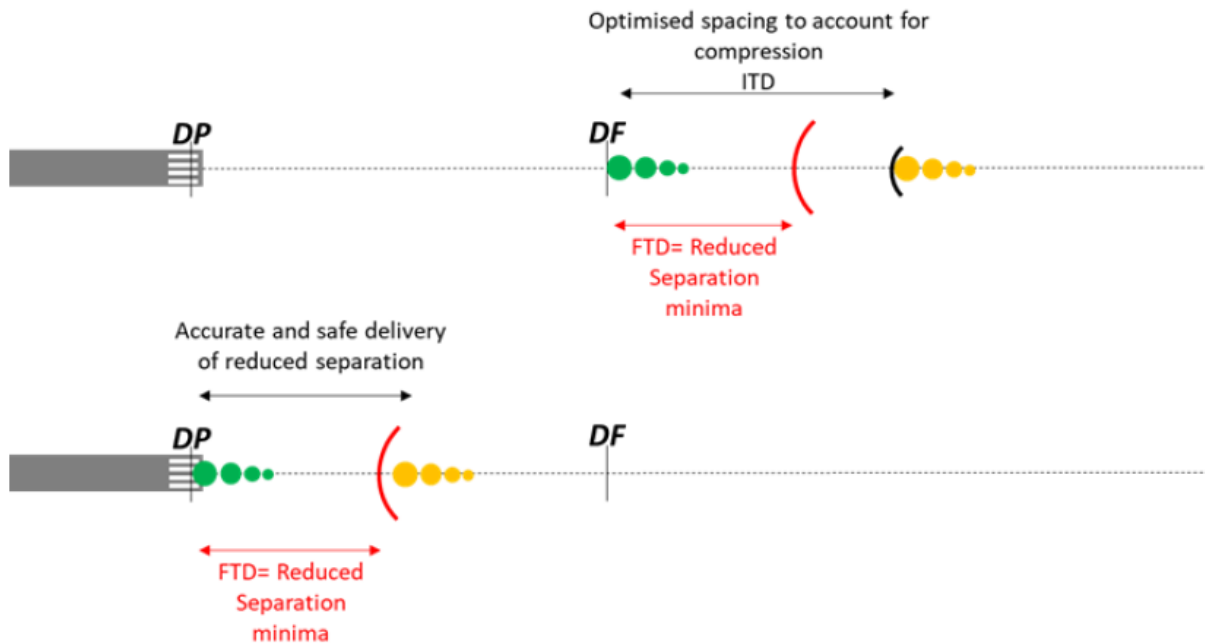 Optimised spacing to account for
compression
ITD
DP
DF
FTD= Reduced
Separation
minima
Accurate and safe delivery
of reduced separation
DP
DF
FTD= Reduced
Separation
minima